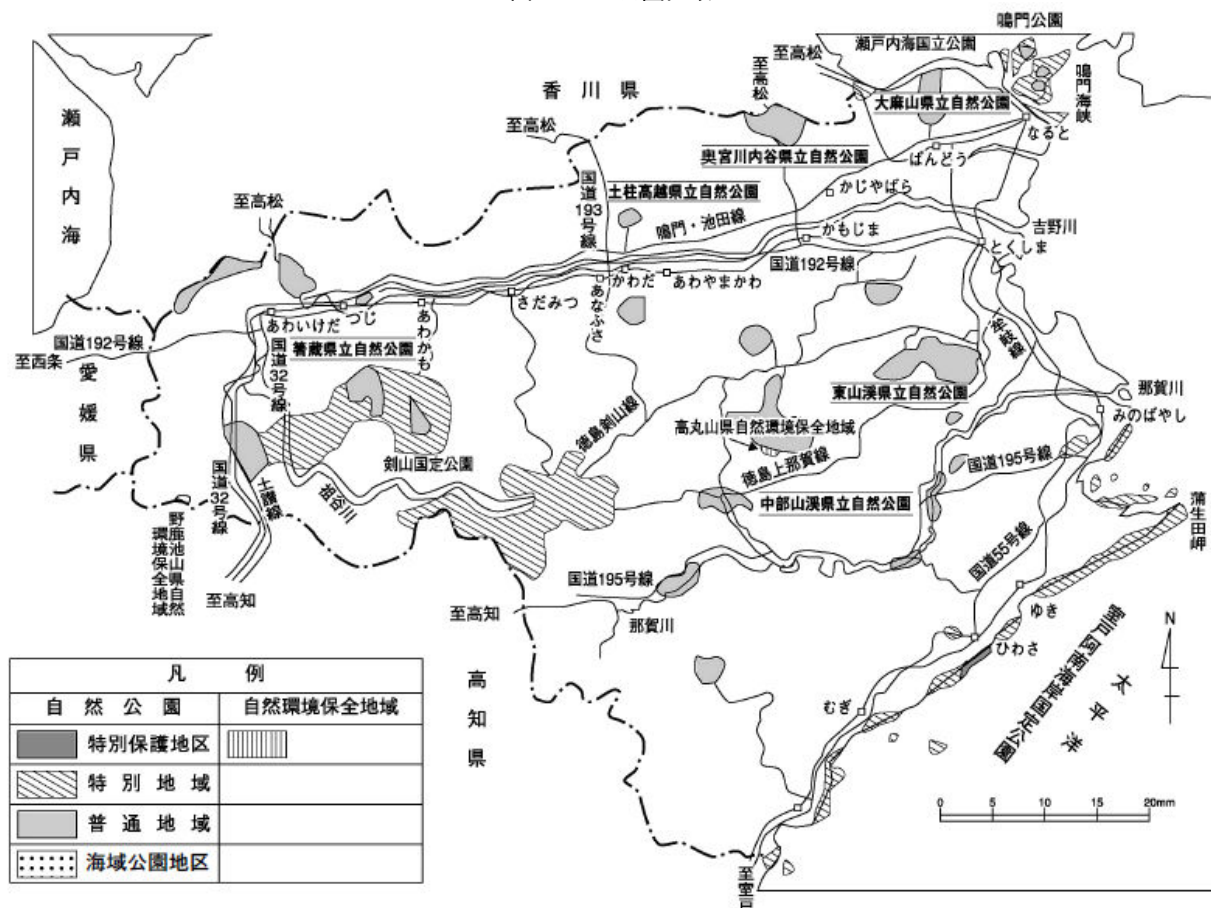 鳴門公園
瀬戸内海国立公園
至高松
鳴門海峡
至高松
香川県
大麻山県立自然公園
なると
瀬戸内海
至高松
奥宮川内谷県立自然公園
ばんどう
国道193号線
土柱高越県立自然公園
かじやばら
至高松
鳴門・池田線
吉野川
かもじま
とくしま
国道192号線
かわだ
あわやまかわ
さだみつ
あなぶさ
つじ
あわいけだ
あわかも
国道192号線
至西条
箸蔵県立自然公園
国道32号線
牟岐線
愛媛県
東山渓県立自然公園
那賀川
みのばやし
高丸山県自然環境保全地域
徳島剣山線
剣山国定公園
徳島上那賀線
国道195号線
国道32号線
土讃線
祖谷川
中部山渓県立自然公園
蒲生田岬
野鹿池山県自然
環境保全地域
国道55号線
国道195号線
至高知
至高知
那賀川
ゆき
ひわさ
室戸阿南海岸国定公園
太平洋
N
高知県
むぎ
凡例
自然公園 自然環境保全地域
特別保護地区
特別地域
普通地域
海域公園地区
0 5 10 15 20mm
至室戸